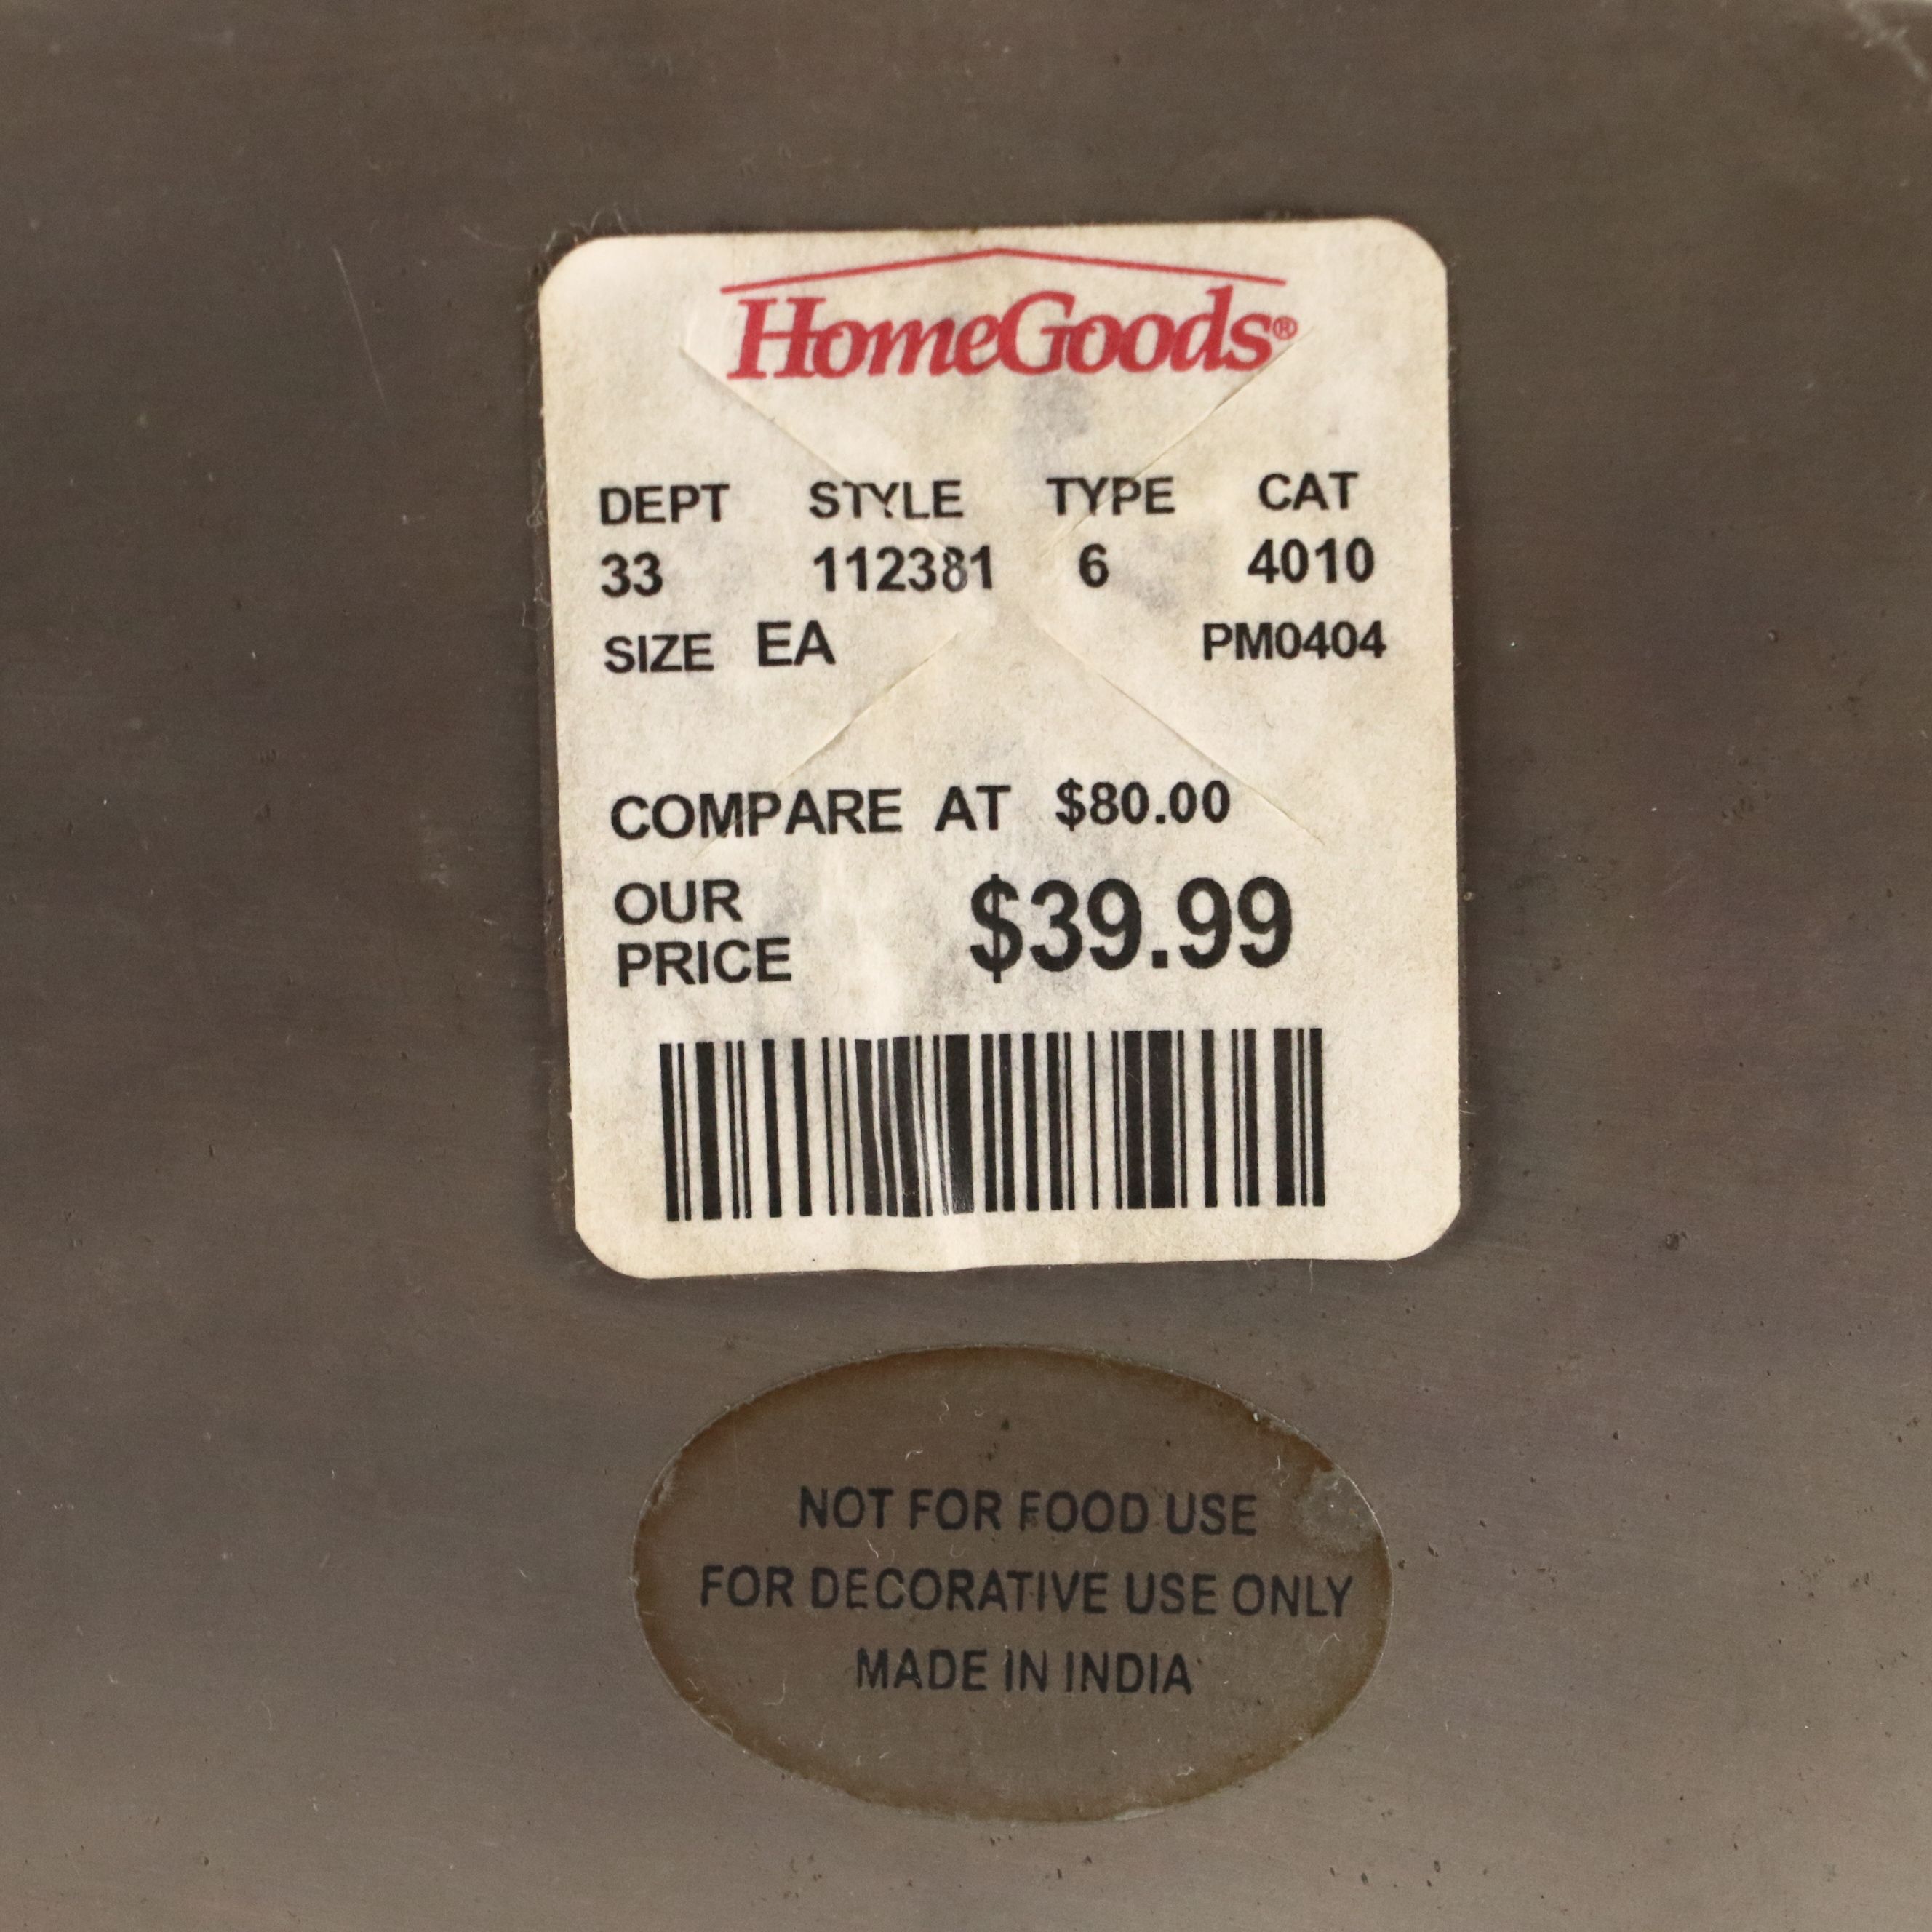 HomeGoods®
DEPT STYLE TYPE CAT
33 112381 6 4010
SIZE EA PM0404
COMPARE AT $80.00
OUR
PRICE $39.99
NOT FOR FOOD USE
FOR DECORATIVE USE ONLY
MADE IN INDIA